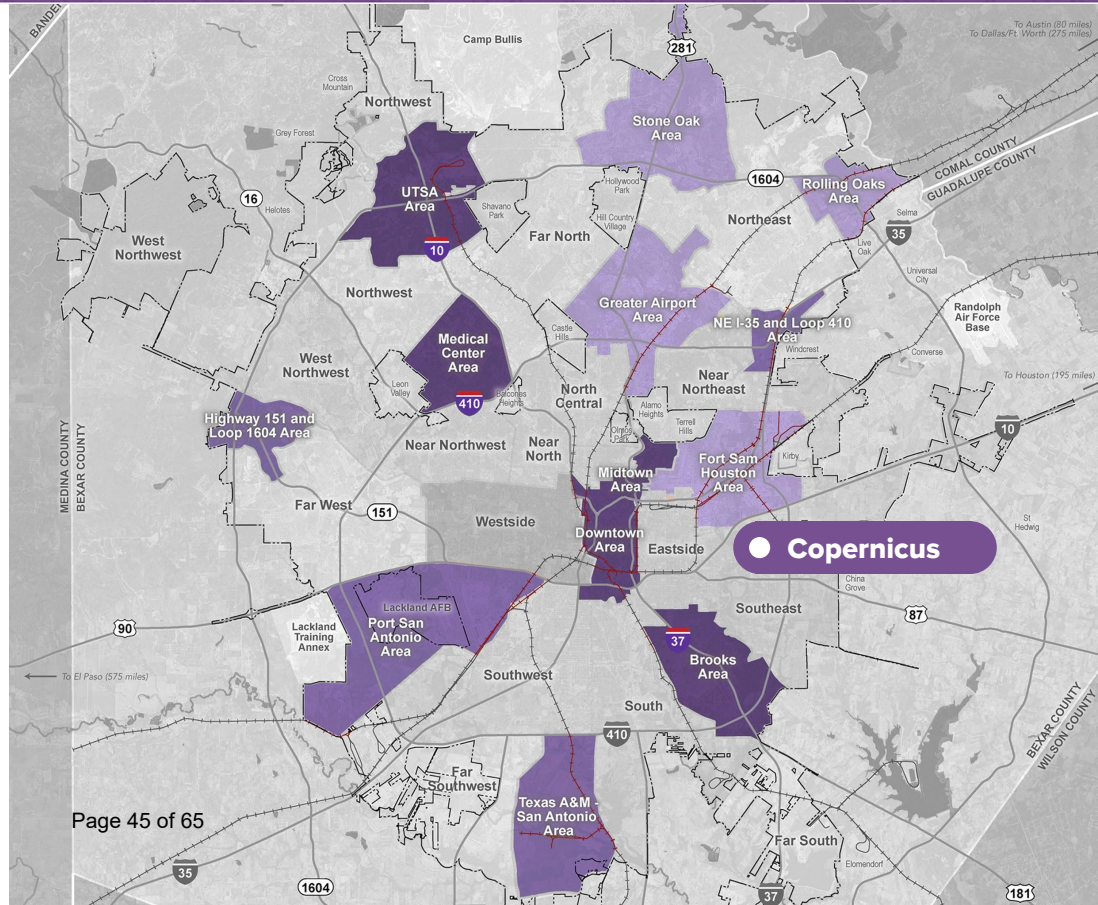 BANDE
Camp Bullis
281
To Austin (80 miles)
To Dallas/Ft. Worth (275 miles)
Cross
Mountain
Northwest
Stone Oak
Area
Grey Forest
COMAL COUNTY
GUADALUPE COUNTY
UTSA
Area
Hollywood
Park
1604
Rolling Oaks
Area
16
Helotes
Shavano
Park
Hill Country
Village
Northeast
Selma
35
West
Northwest
Far North
10
Live
Oak
Universal
City
Northwest
Greater Airport
Area
Randolph
Air Force
Base
NE I-35 and Loop 410
Area
Medical
Center
Area
Castle
Hills
Windcrest
Converse
West
Northwest
Leon
Valley
410
Balcones
Heights
North
Central
Near
Northeast
To Houston (195 miles)
Alamo
Heights
Highway 151 and
Loop 1604 Area
Olmos
Park
Terrell
Hills
10
Near Northwest
Near
North
Midtown
Area
Fort Sam
Houston
Area
Kirby
MEDINA COUNTY
BEXAR COUNTY
Far West
151
Westside
Downtown
Area
Eastside
Copernicus
St
Hedwig
China
Grove
Lackland AFB
Port San
Antonio
Area
Lackland
Training
Annex
90
Southeast
87
37
Brooks
Area
To El Paso (575 miles)
Southwest
South
410
BEXAR COUNTY
WILSON COUNTY
Far
Southwest
Texas A&M -
San Antonio
Area
Page 45 of 65
Far South
Elomendorf
35
1604
37
181